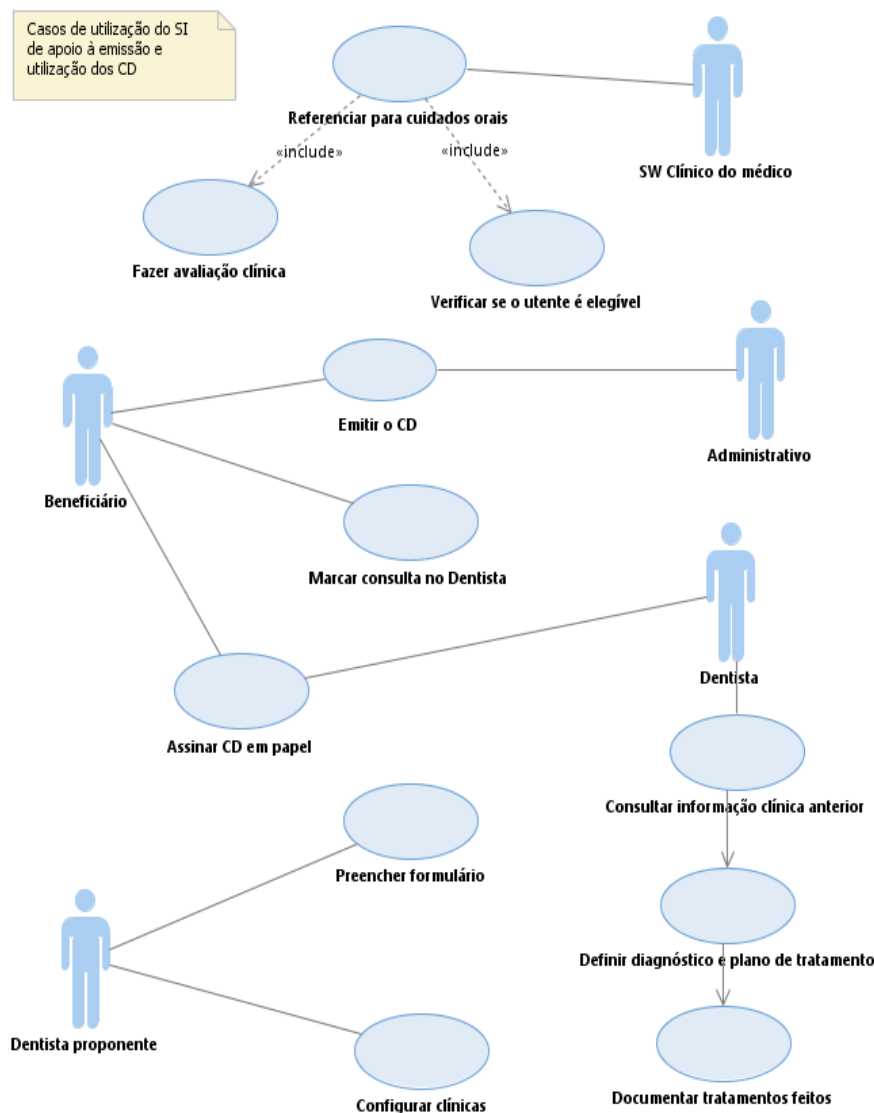 Casos de utilização do SI
de apoio à emissão e
utilização dos CD
Referenciar para cuidados orais
«include»
«include»
SW Clínico do médico
Fazer avaliação clínica
Verificar se o utente é elegível
Emitir o CD
Administrativo
Beneficiário
Marcar consulta no Dentista
Dentista
Assinar CD em papel
Consultar informação clínica anterior
Preencher formulário
Definir diagnóstico e plano de tratamento
Dentista proponente
Documentar tratamentos feitos
Configurar clínicas